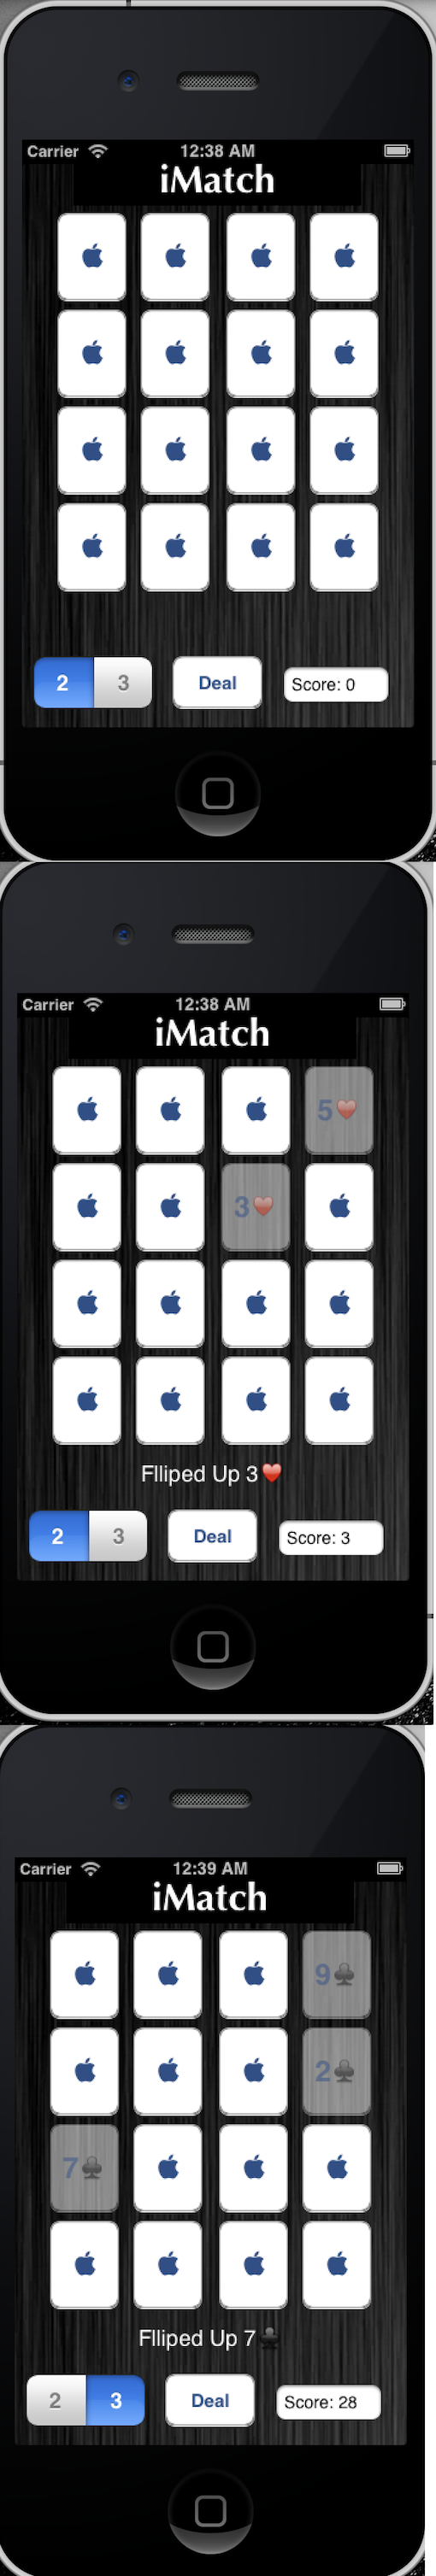 Carrier 12:38 AM
iMatch
2 3 Deal Score: 0
Carrier 12:38 AM
iMatch
5♥
3♥
Flliped Up 3♥
2 3 Deal Score: 3
Carrier 12:39 AM
iMatch
9♣
2♣
7♣
Flliped Up 7♣
2 3 Deal Score: 28